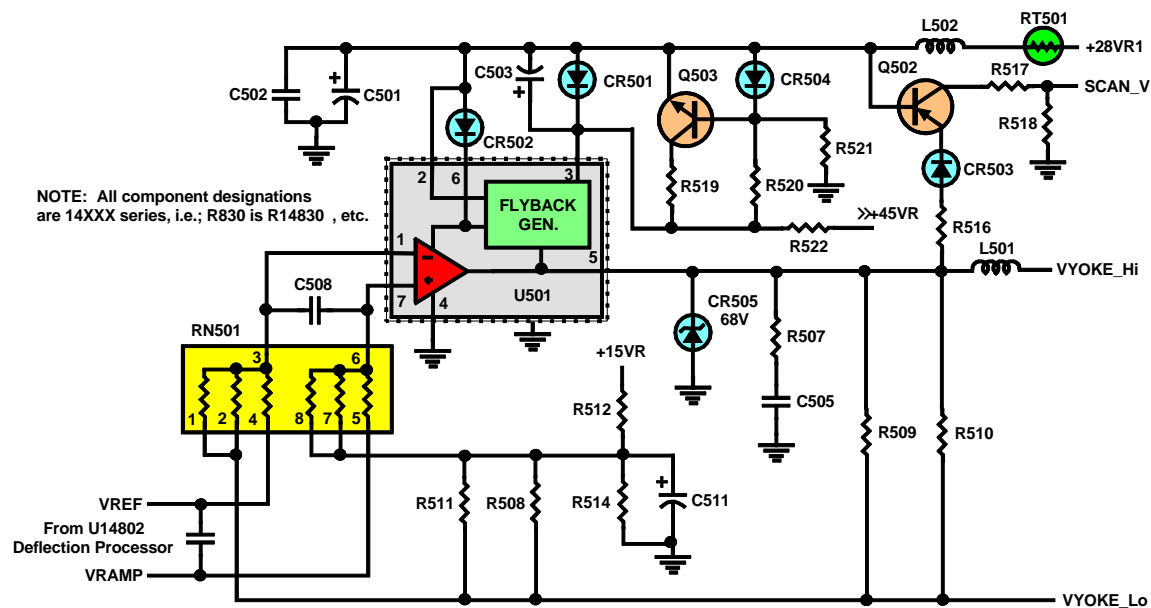 L502
RT501
+28VR1
C503
CR501
Q503
CR504
Q502
R517
SCAN_V
C502
+
C501
+
CR502
R518
R521
CR503
2
6
3
R519
R520
NOTE: All component designations
are 14XXX series, i.e.; R830 is R14830 , etc.
FLYBACK
GEN.
+45VR
R516
R522
1
−
5
L501
VYOKE_Hi
+
7
4
U501
C508
CR505
68V
R507
RN501
3
6
+15VR
C505
1
2
4
8
7
5
R512
R509
R510
VREF
R511
R508
R514
+
C511
From U14802
Deflection Processor
VRAMP
VYOKE_Lo